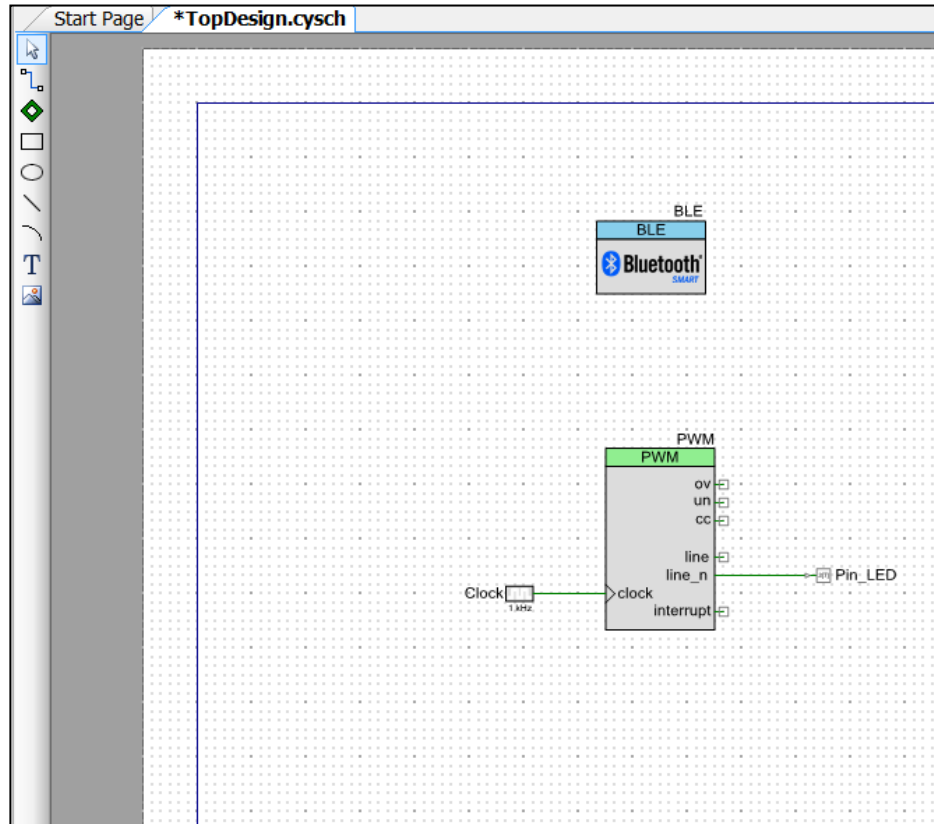 Start Page *TopDesign.cysch
T
BLE
BLE
Bluetooth®
SMART
PWM
PWM
ov
un
cc
line
line_n
Pin_LED
Clock
1 kHz
clock
interrupt